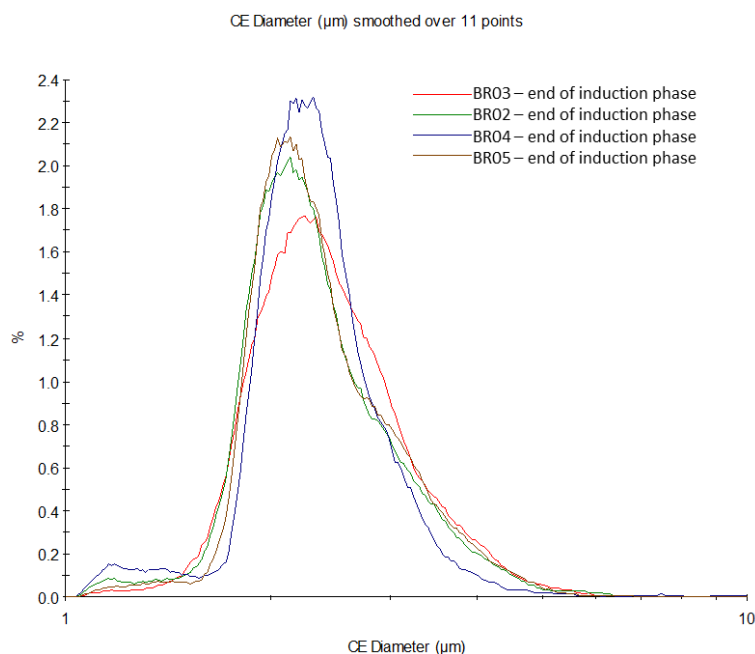 CE Diameter (µm) smoothed over 11 points
2.4
2.2
2.0
1.8
1.6
1.4
1.2
1.0
0.8
0.6
0.4
0.2
0.0
%
BR03 – end of induction phase
BR02 – end of induction phase
BR04 – end of induction phase
BR05 – end of induction phase
1
10
CE Diameter (µm)